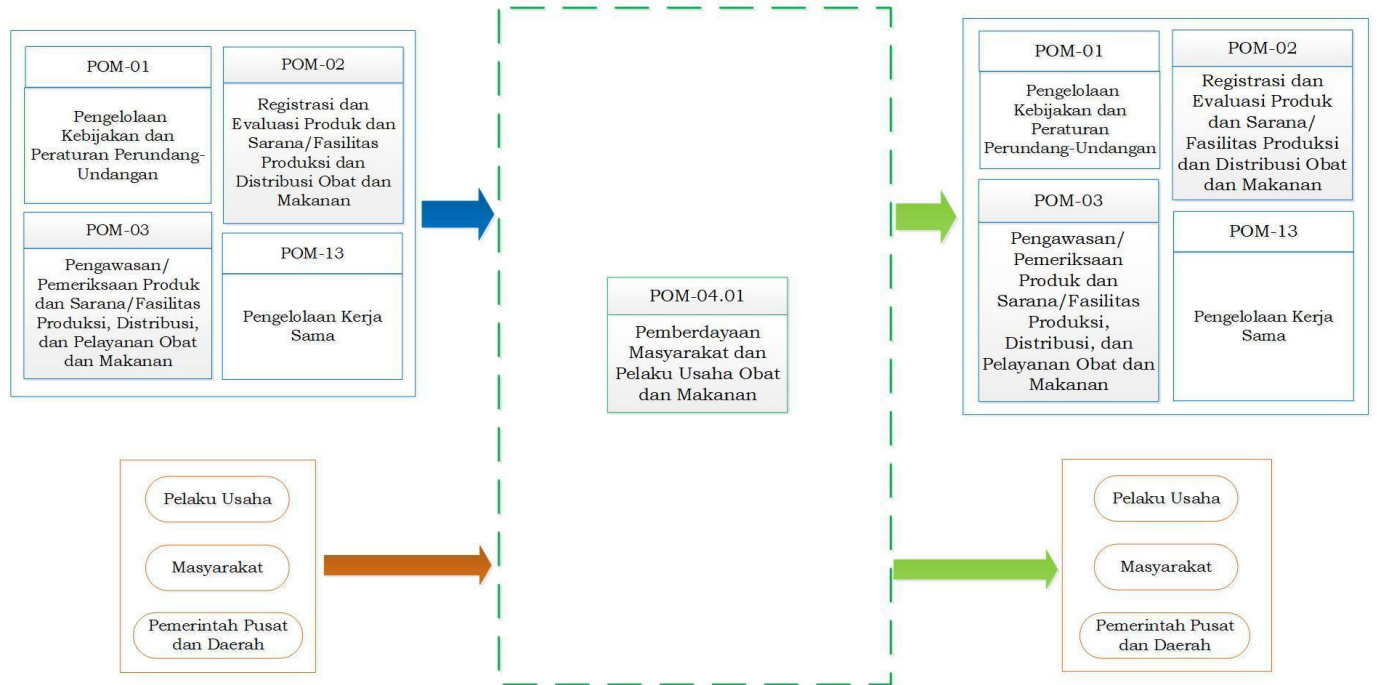 POM-01
Pengelolaan
Kebijakan dan
Peraturan Perundang-
Undangan
POM-02
Registrasi dan
Evaluasi Produk dan
Sarana/Fasilitas
Produksi dan
Distribusi Obat dan
Makanan
POM-03
Pengawasan/
Pemeriksaan Produk
dan Sarana/Fasilitas
Produksi, Distribusi,
dan Pelayanan Obat
dan Makanan
POM-13
Pengelolaan Kerja
Sama
Pelaku Usaha
Masyarakat
Pemerintah Pusat
dan Daerah
POM-04.01
Pemberdayaan
Masyarakat dan
Pelaku Usaha Obat
dan Makanan
POM-01
Pengelolaan
Kebijakan dan
Peraturan
Perundang-Undangan
POM-02
Registrasi dan
Evaluasi Produk
dan Sarana/
Fasilitas Produksi
dan Distribusi Obat
dan Makanan
POM-03
Pengawasan/
Pemeriksaan
Produk dan
Sarana/Fasilitas
Produksi,
Distribusi, dan
Pelayanan Obat dan
Makanan
POM-13
Pengelolaan Kerja
Sama
Pelaku Usaha
Masyarakat
Pemerintah Pusat
dan Daerah